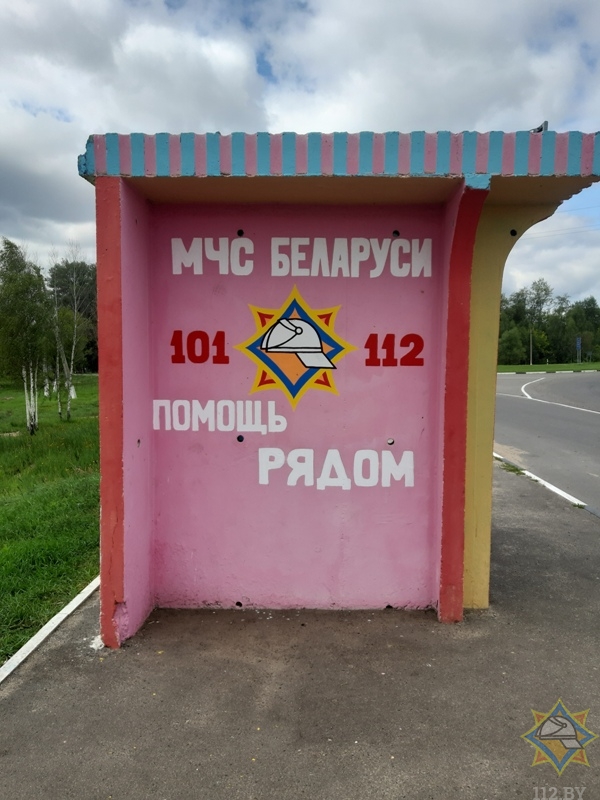 МЧС БЕЛАРУСИ
101 112
ПОМОЩЬ
РЯДОМ
112.BY